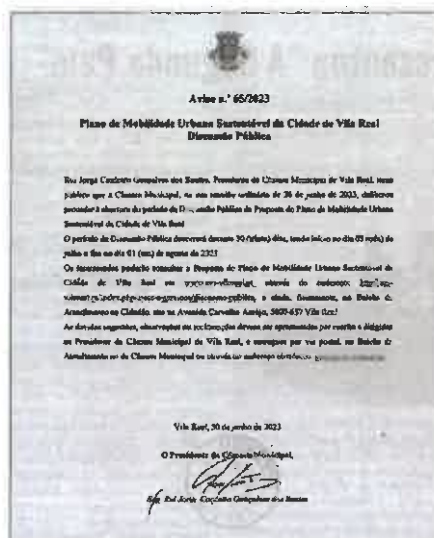 Aviso n.º 65/2023
Plano de Mobilidade Urbana Sustentável da Cidade de Vila Real
Discussão Pública
Rui Jorge Cordeiro Gonçalves dos Santos, Presidente da Câmara Municipal de Vila Real, torna
público que a Câmara Municipal, na sua reunião ordinária de 26 de junho de 2023, deliberou
proceder à abertura do período de Discussão Pública da Proposta do Plano de Mobilidade Urbana
Sustentável da Cidade de Vila Real
O período de Discussão Pública decorrerá durante 30 (trinta) dias, tendo início no dia 03 de
julho e fim no dia 01 (um) de agosto de 2023
Os interessados poderão consultar a Proposta do Plano de Mobilidade Urbana Sustentável da
Cidade de Vila Real em através do endereço
e ainda, fisicamente, no Balcão de
Atendimento ao Cidadão, sito na Avenida Carvalho Araújo, 5000-657 Vila Real
As dúvidas, sugestões, observações ou reclamações devem ser apresentadas por escrito e dirigidas
ao Presidente da Câmara Municipal de Vila Real, e entregues por via postal, no Balcão de
Atendimento ou da Câmara Municipal ou através do endereço eletrónico
Vila Real, 30 de junho de 2023
O Presidente da Câmara Municipal,
Rui Jorge Cordeiro Gonçalves dos Santos